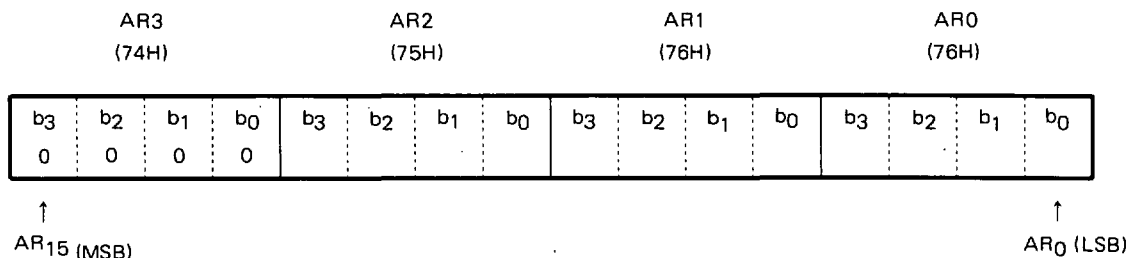 AR3 AR2 AR1 AR0
(74H) (75H) (76H) (76H)
b3 b2 b1 b0 b3 b2 b1 b0 b3 b2 b1 b0 b3 b2 b1 b0
0 0 0 0
↑ ↑
AR15 (MSB) AR0 (LSB)